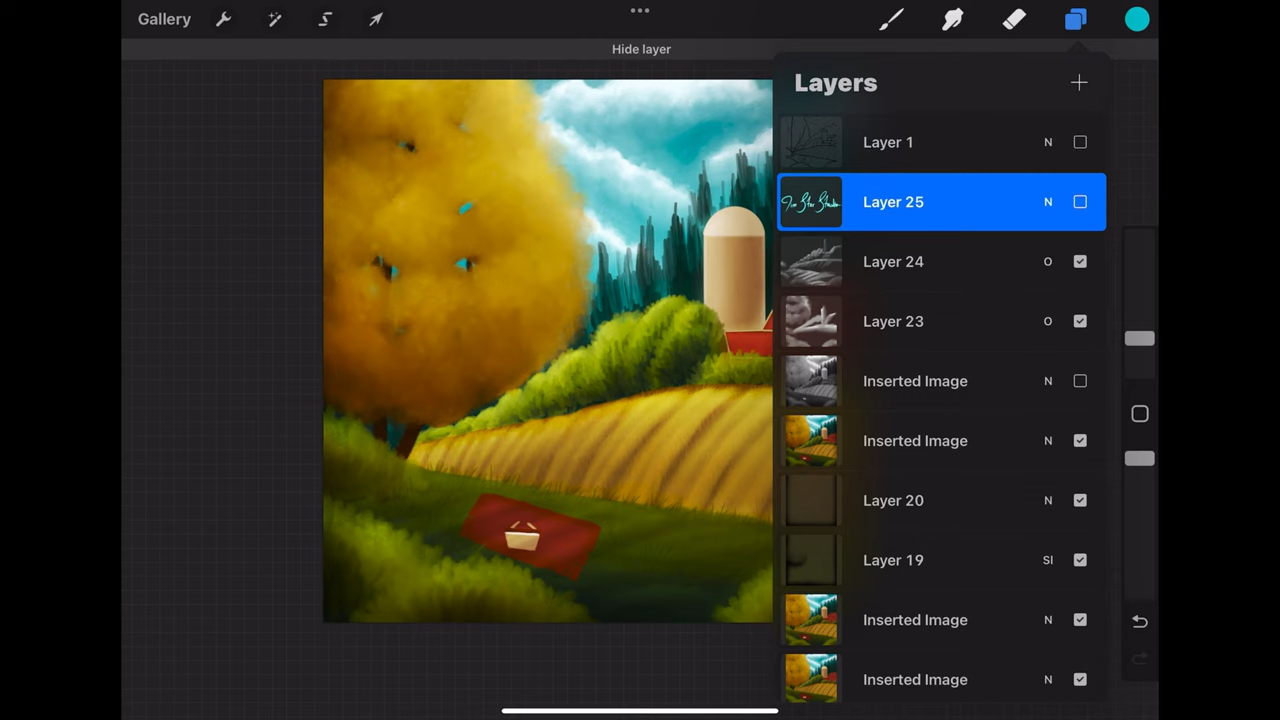 Gallery
Hide layer
Layers
Layer 1 N
Layer 25 N
Layer 24 O
Layer 23 O
Inserted Image N
Inserted Image N
Layer 20 N
Layer 19 SI
Inserted Image N
Inserted Image N